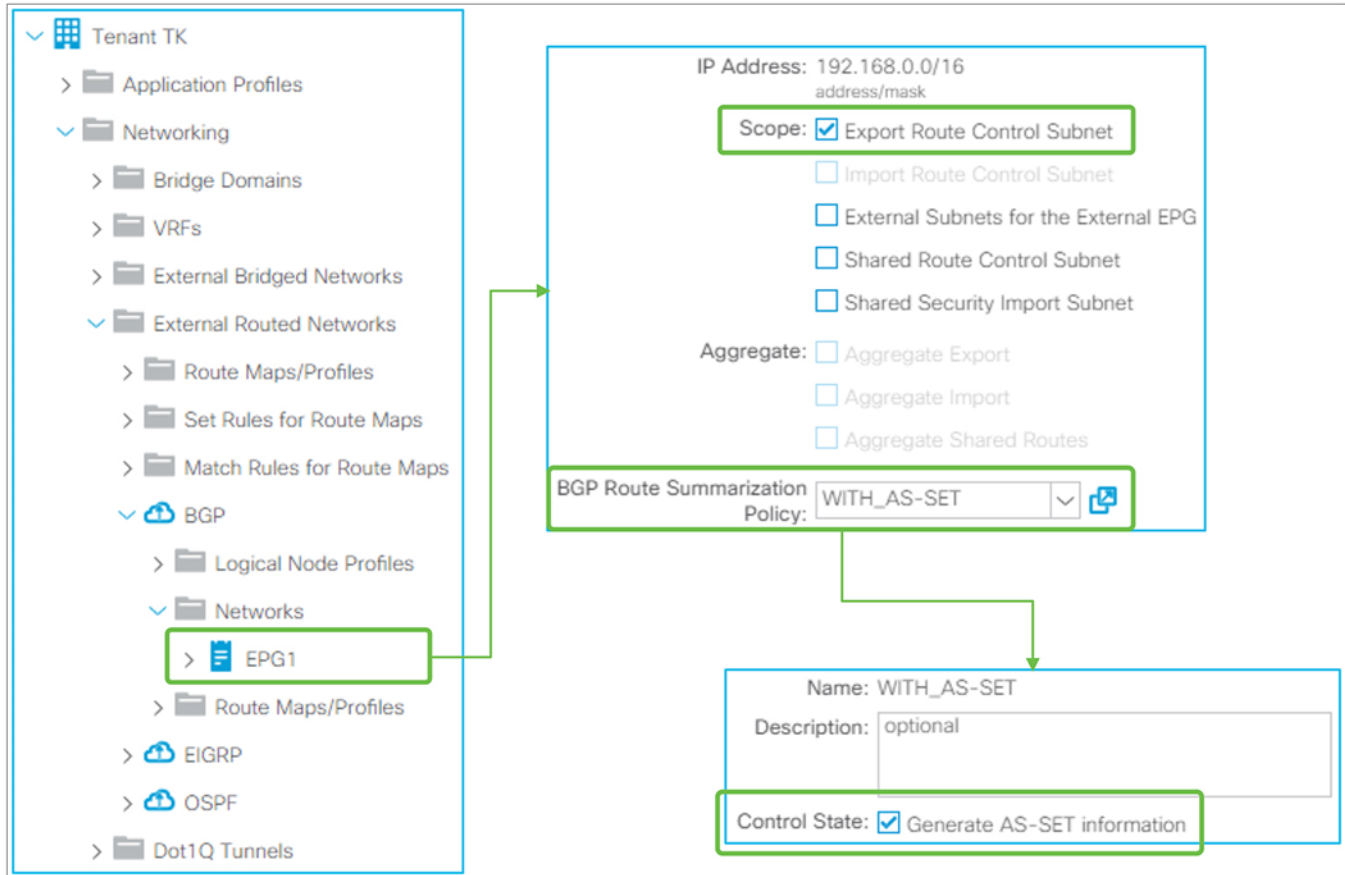 Tenant TK
Application Profiles
Networking
Bridge Domains
VRFs
External Bridged Networks
External Routed Networks
Route Maps/Profiles
Set Rules for Route Maps
Match Rules for Route Maps
BGP
Logical Node Profiles
Networks
EPG1
Route Maps/Profiles
EIGRP
OSPF
Dot1Q Tunnels
IP Address: 192.168.0.0/16
address/mask
Scope: Export Route Control Subnet
Import Route Control Subnet
External Subnets for the External EPG
Shared Route Control Subnet
Shared Security Import Subnet
Aggregate: Aggregate Export
Aggregate Import
Aggregate Shared Routes
BGP Route Summarization
Policy: WITH_AS-SET
Name: WITH_AS-SET
Description: optional
Control State: Generate AS-SET information